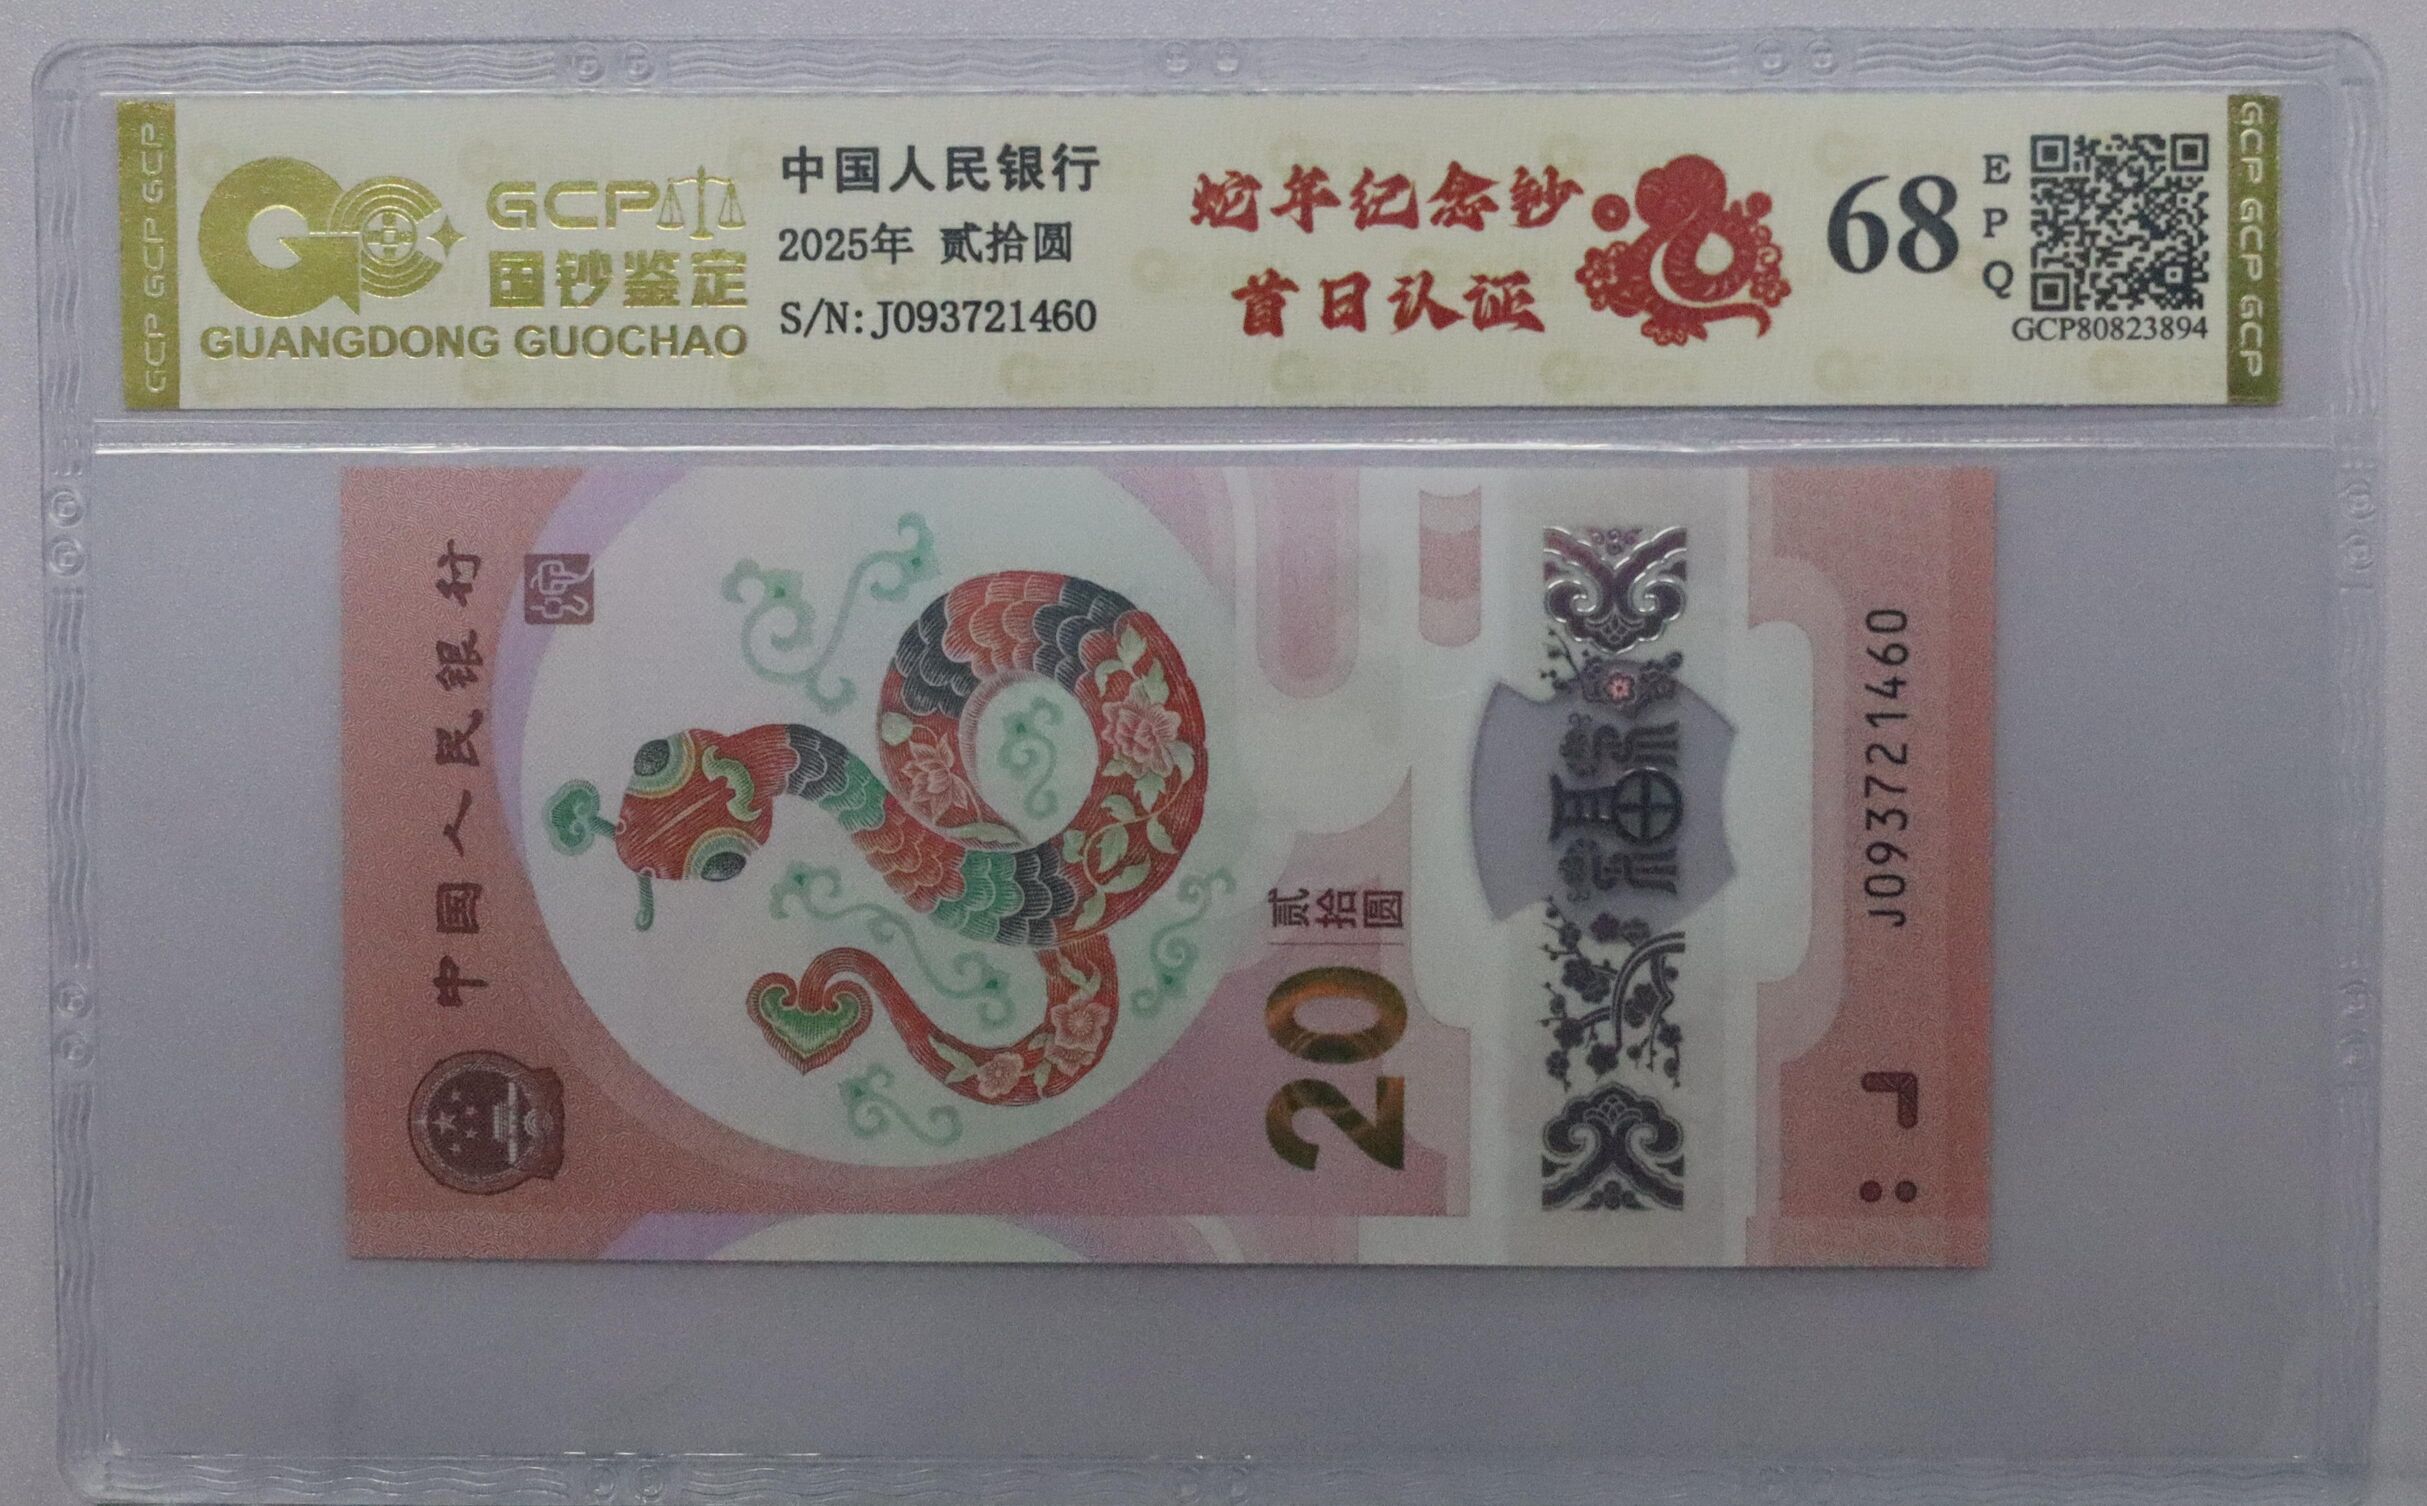 GCP GCP GCP
GCP
国钞鉴定
GUANGDONG GUOCHAO
中国人民银行
2025年 贰拾圆
S/N:J093721460
蛇年纪念钞
首日认证
68
EPQ
GCP80823894
GCP GCP GCP
中国人民银行
贰拾圆
20
福
J093721460